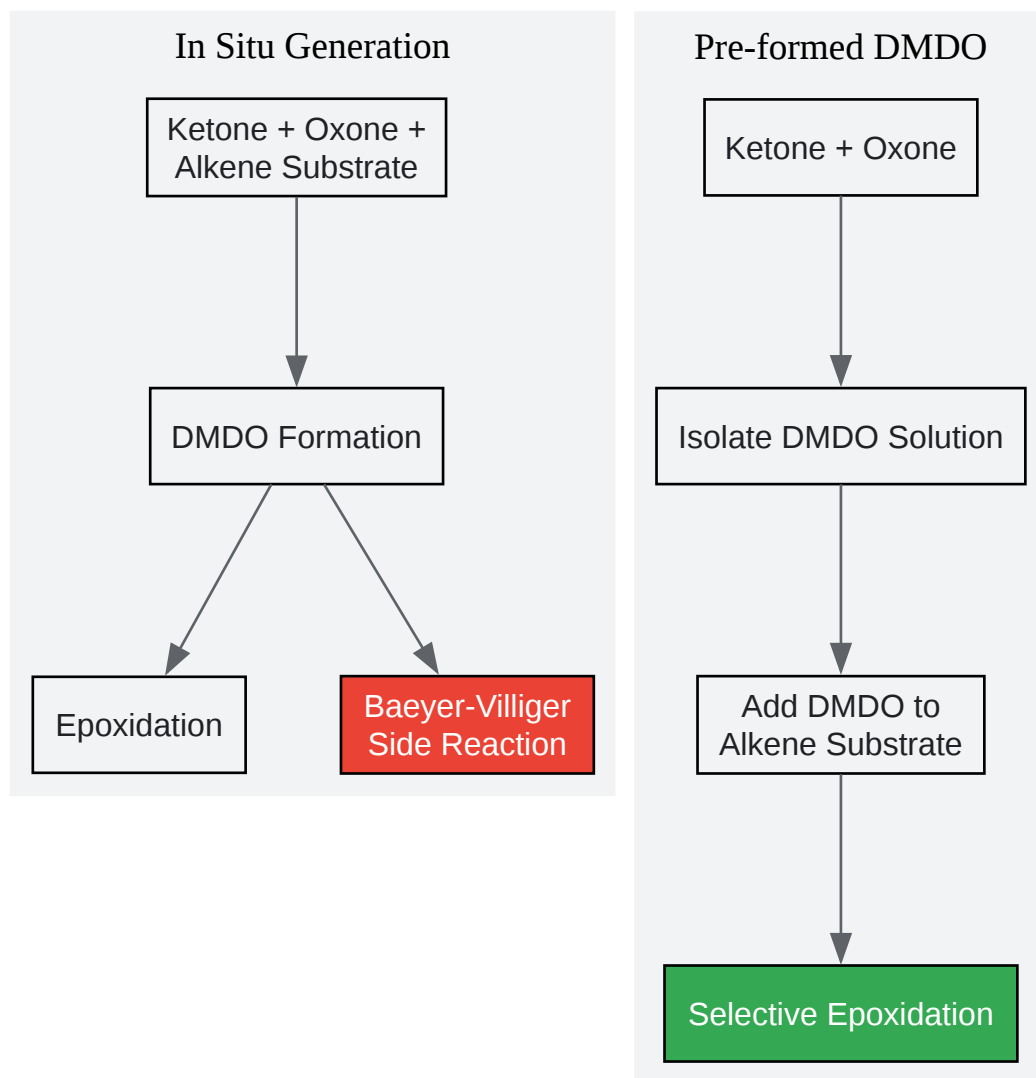 In Situ Generation
Ketone + Oxone +
Alkene Substrate
DMDO Formation
Epoxidation
Baeyer-Villiger
Side Reaction
Pre-formed DMDO
Ketone + Oxone
Isolate DMDO Solution
Add DMDO to
Alkene Substrate
Selective Epoxidation